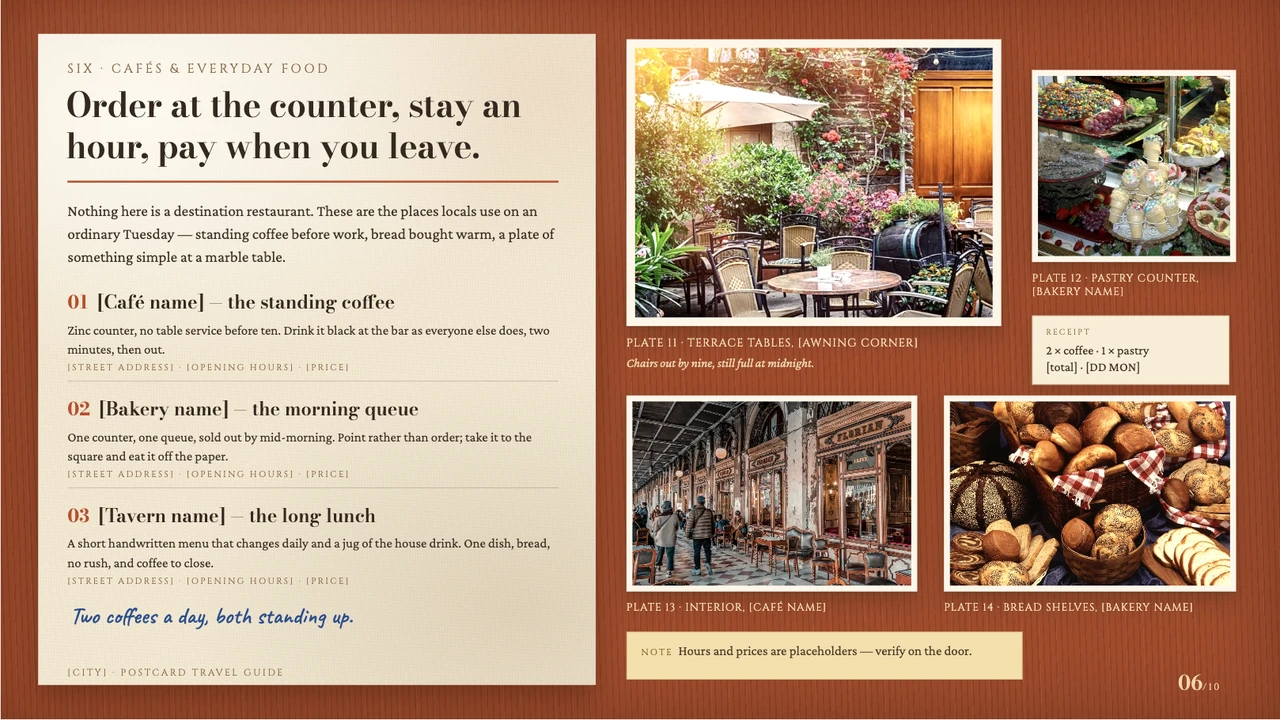 SIX · CAFÉS & EVERYDAY FOOD
Order at the counter, stay an
hour, pay when you leave.
Nothing here is a destination restaurant. These are the places locals use on an
ordinary Tuesday — standing coffee before work, bread bought warm, a plate of
something simple at a marble table.
01 [Café name] — the standing coffee
Zinc counter, no table service before ten. Drink it black at the bar as everyone else does, two
minutes, then out.
[STREET ADDRESS] · [OPENING HOURS] · [PRICE]
02 [Bakery name] — the morning queue
One counter, one queue, sold out by mid-morning. Point rather than order; take it to the
square and eat it off the paper.
[STREET ADDRESS] · [OPENING HOURS] · [PRICE]
03 [Tavern name] — the long lunch
A short handwritten menu that changes daily and a jug of the house drink. One dish, bread,
no rush, and coffee to close.
[STREET ADDRESS] · [OPENING HOURS] · [PRICE]
Two coffees a day, both standing up.
[CITY] · POSTCARD TRAVEL GUIDE
PLATE 11 · TERRACE TABLES, [AWNING CORNER]
Chairs out by nine, still full at midnight.
PLATE 12 · PASTRY COUNTER,
[BAKERY NAME]
RECEIPT
2 × coffee · 1 × pastry
[total] · [DD MON]
FLORIAN
PLATE 13 · INTERIOR, [CAFÉ NAME]
PLATE 14 · BREAD SHELVES, [BAKERY NAME]
NOTE Hours and prices are placeholders — verify on the door.
06/10